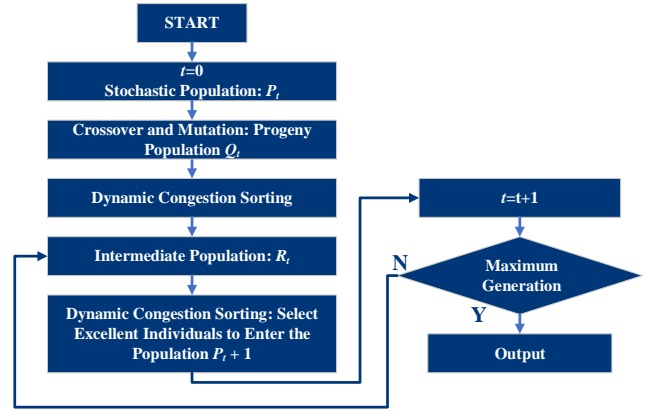 START
t=0
Stochastic Population: Pt
Crossover and Mutation: Progeny
Population Qt
Dynamic Congestion Sorting
Intermediate Population: Rt
Dynamic Congestion Sorting: Select
Excellent Individuals to Enter the
Population Pt + 1
t=t+1
N
Maximum
Generation
Y
Output